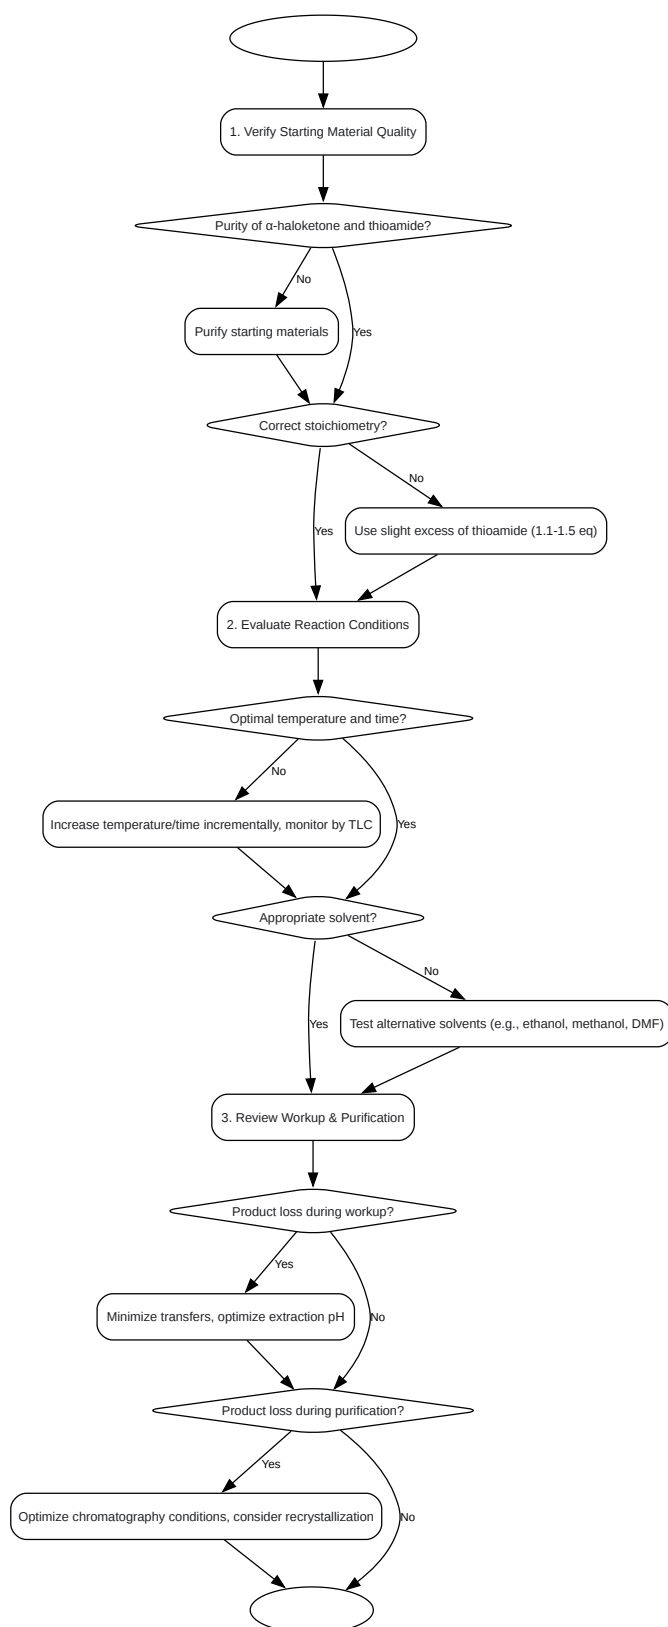 1. Verify Starting Material Quality
Purity of α-haloketone and thioamide?
No
Purify starting materials
Yes
Correct stoichiometry?
No
Yes
Use slight excess of thioamide (1.1-1.5 eq)
2. Evaluate Reaction Conditions
Optimal temperature and time?
No
Increase temperature/time incrementally, monitor by TLC
Yes
Appropriate solvent?
No
Yes
Test alternative solvents (e.g., ethanol, methanol, DMF)
3. Review Workup & Purification
Product loss during workup?
Yes
Minimize transfers, optimize extraction pH
No
Product loss during purification?
Yes
Optimize chromatography conditions, consider recrystallization
No